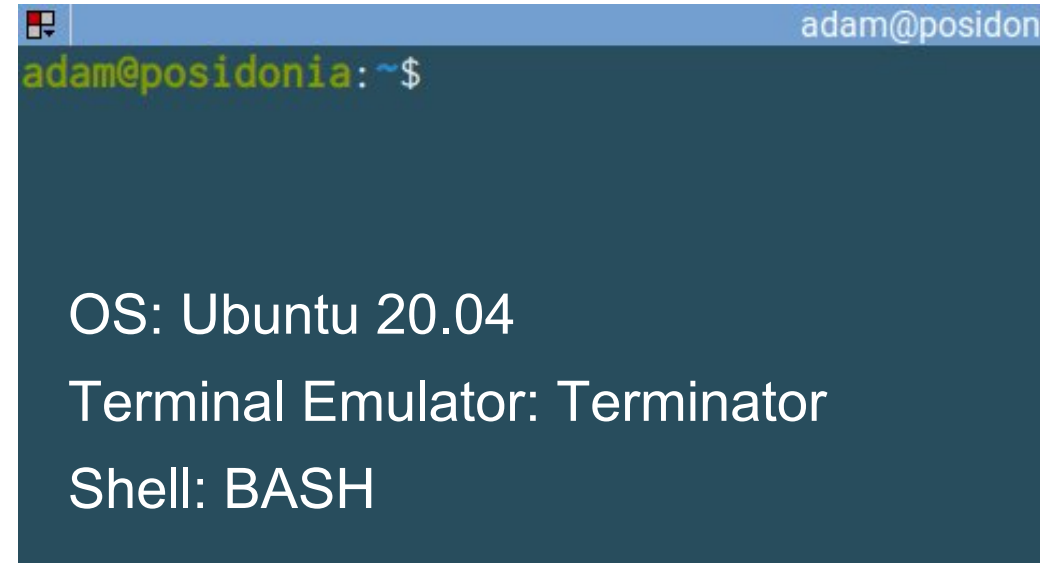 adam@posidon
adam@posidonia:~$
OS: Ubuntu 20.04
Terminal Emulator: Terminator
Shell: BASH